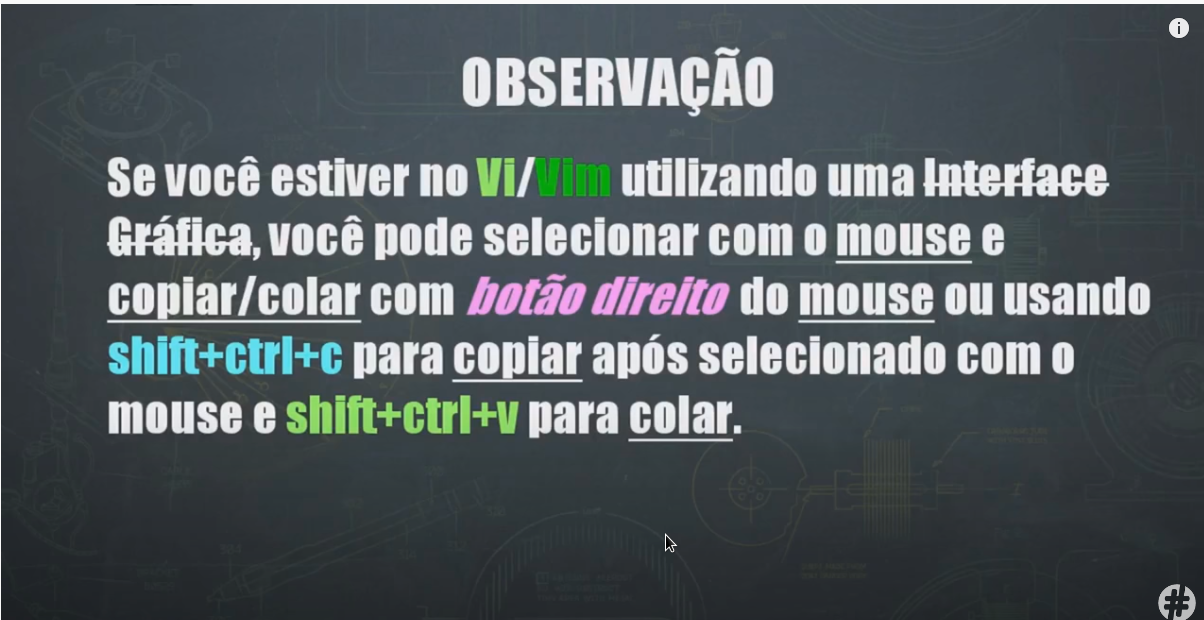 OBSERVAÇÃO
Se você estiver no Vi/Vim utilizando uma Interface
Gráfica, você pode selecionar com o mouse e
copiar/colar com botão direito do mouse ou usando
shift+ctrl+c para copiar após selecionado com o
mouse e shift+ctrl+v para colar.
i
#